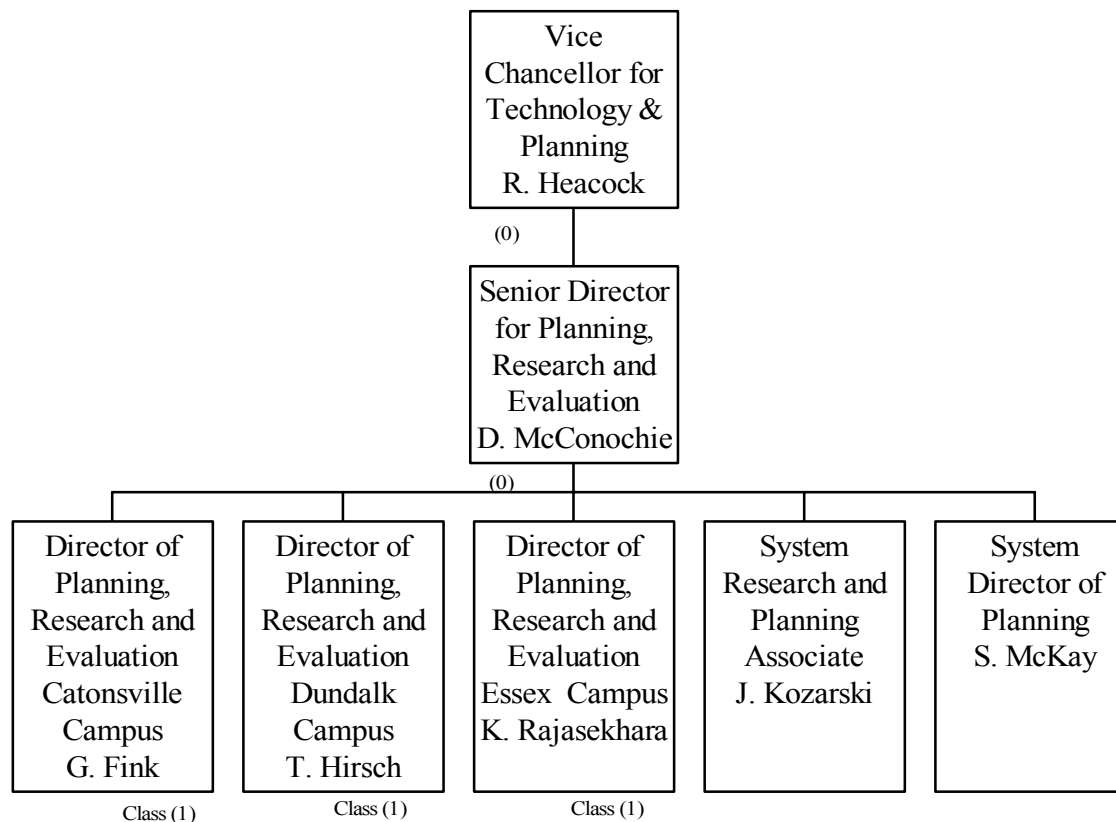 Vice
Chancellor for
Technology &
Planning
R. Heacock
(0)
Senior Director
for Planning,
Research and
Evaluation
D. McConochie
(0)
Director of
Planning,
Research and
Evaluation
Catonsville
Campus
G. Fink
Class (1)
Director of
Planning,
Research and
Evaluation
Dundalk
Campus
T. Hirsch
Class (1)
Director of
Planning,
Research and
Evaluation
Essex Campus
K. Rajasekhara
Class (1)
System
Research and
Planning
Associate
J. Kozarski
System
Director of
Planning
S. McKay